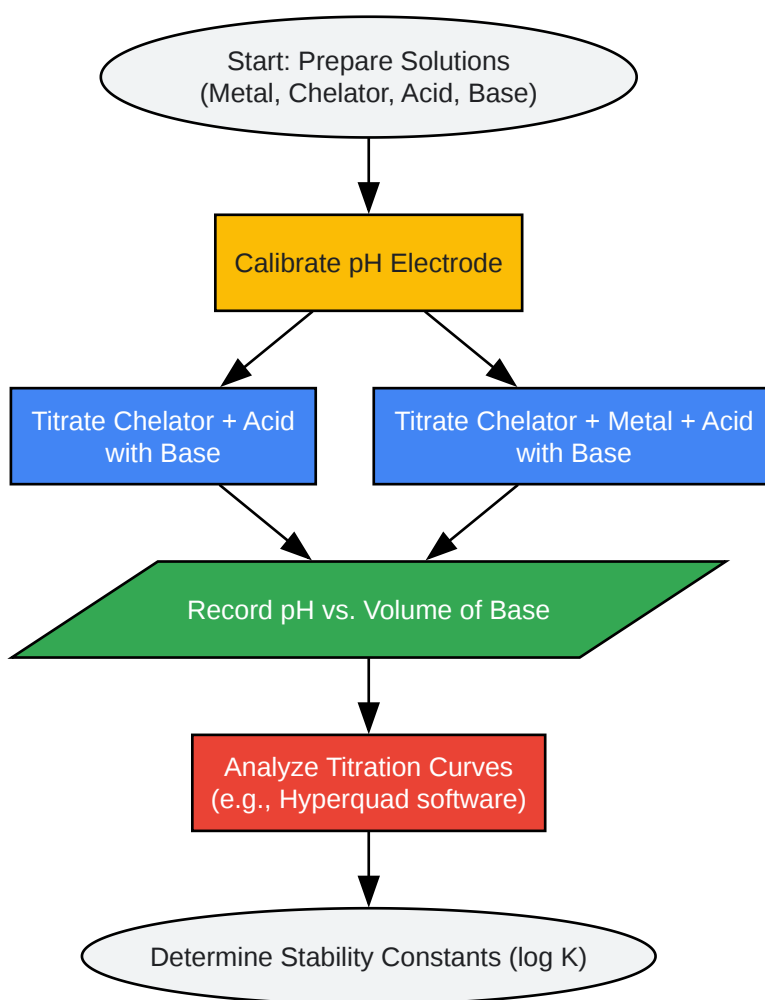 Start: Prepare Solutions
(Metal, Chelator, Acid, Base)
Calibrate pH Electrode
Titrate Chelator + Acid
with Base
Titrate Chelator + Metal + Acid
with Base
Record pH vs. Volume of Base
Analyze Titration Curves
(e.g., Hyperquad software)
Determine Stability Constants (log K)